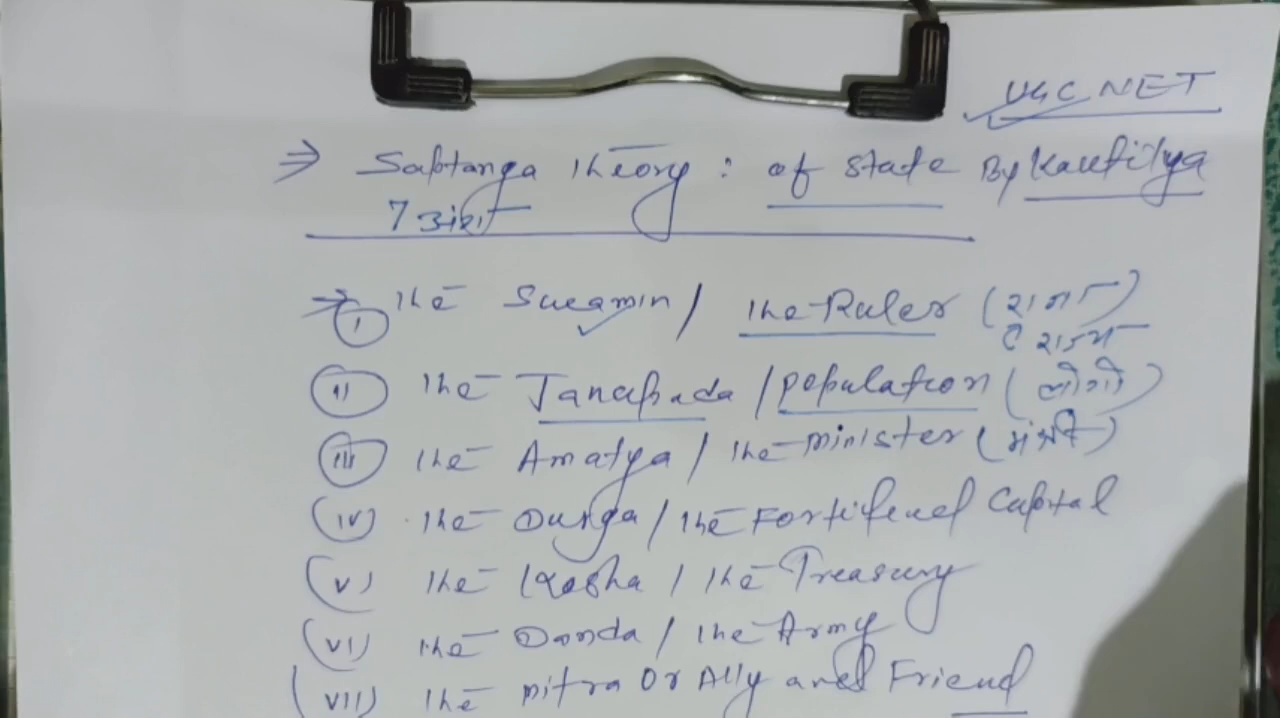 UGC NET
⇒ Saptanga Theory : of State By Kautilya
7 अंग
→ (i) The Swamin / The Ruler (राजा)
राजा
(ii) The Janapada / population (लोगों)
(iii) The Amatya / The minister (मंत्री)
(iv) The Durga / The Fortified Capital
(v) The Kosha / The Treasury
(vi) The Danda / The Army
(vii) The mitra Or Ally and Friend